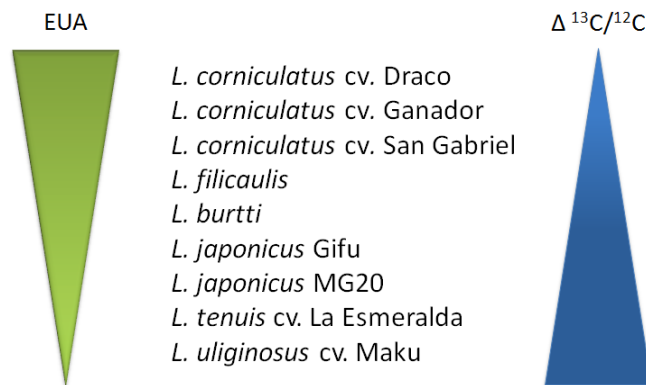 EUA
Δ ¹³C/¹²C
L. corniculatus cv. Draco
L. corniculatus cv. Ganador
L. corniculatus cv. San Gabriel
L. filicaulis
L. burtti
L. japonicus Gifu
L. japonicus MG20
L. tenuis cv. La Esmeralda
L. uliginosus cv. Maku